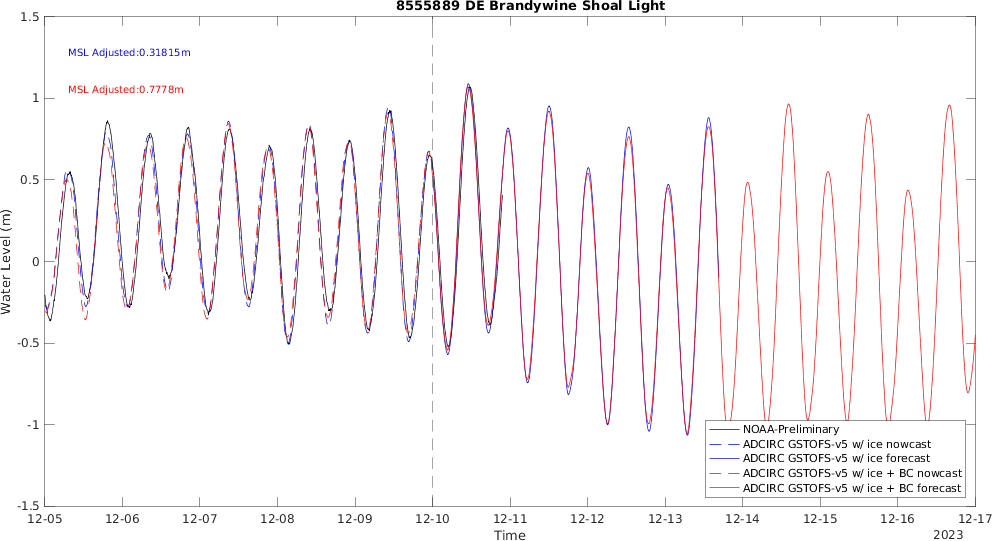 8555889 DE Brandywine Shoal Light
1.5
MSL Adjusted:0.31815m
MSL Adjusted:0.7778m
1
0.5
0
-0.5
-1
-1.5
Water Level (m)
NOAA-Preliminary
ADCIRC GSTOFS-v5 w/ ice nowcast
ADCIRC GSTOFS-v5 w/ ice forecast
ADCIRC GSTOFS-v5 w/ ice + BC nowcast
ADCIRC GSTOFS-v5 w/ ice + BC forecast
12-05 12-06 12-07 12-08 12-09 12-10 12-11 12-12 12-13 12-14 12-15 12-16 12-17
Time
2023